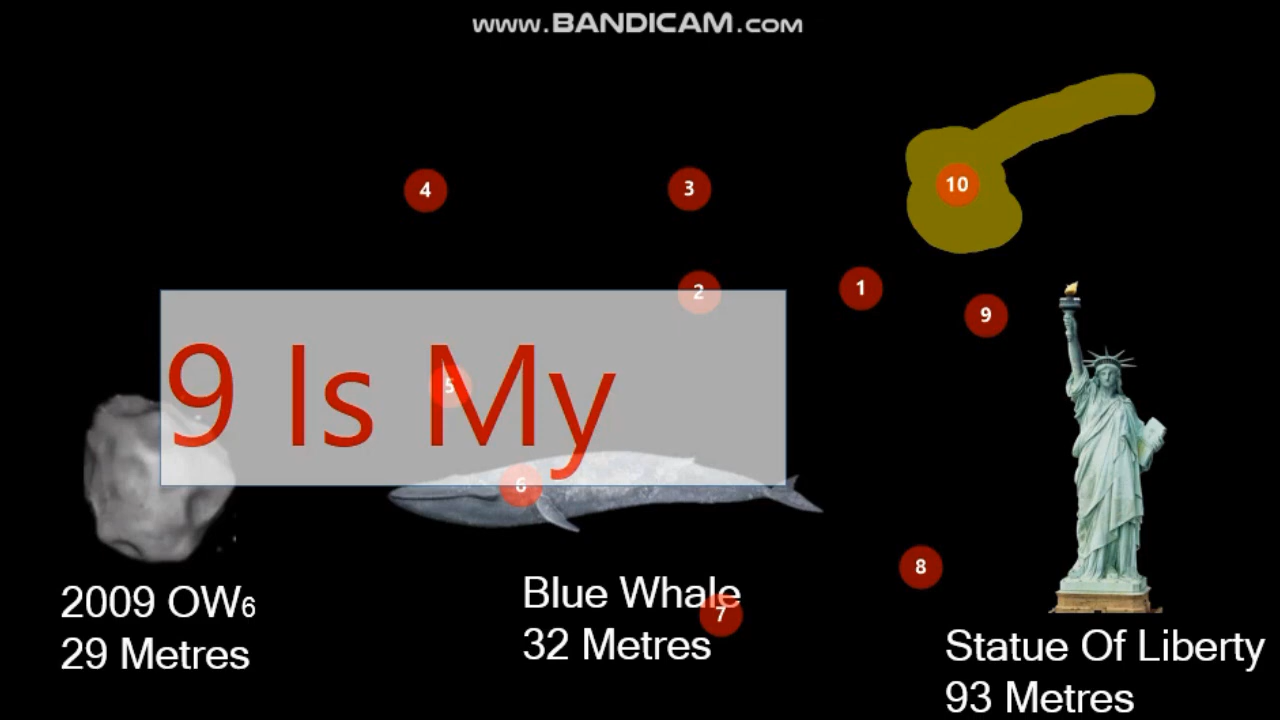 www.BANDICAM.com
10
4
3
1
2
9
9 Is My
5
6
8
2009 OW6
29 Metres
Blue Whale
7
32 Metres
Statue Of Liberty
93 Metres